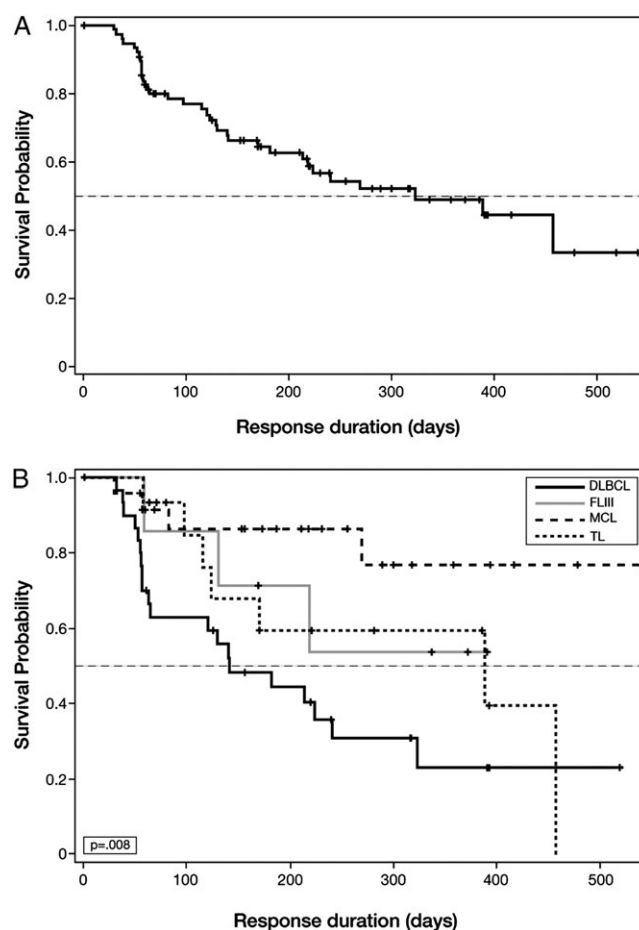 A
Survival Probability
1.0
0.8
0.6
0.4
0.2
0
0 100 200 300 400 500
Response duration (days)
B
Survival Probability
1.0
0.8
0.6
0.4
0.2
0
DLBCL
FLIII
MCL
TL
p=.008
0 100 200 300 400 500
Response duration (days)